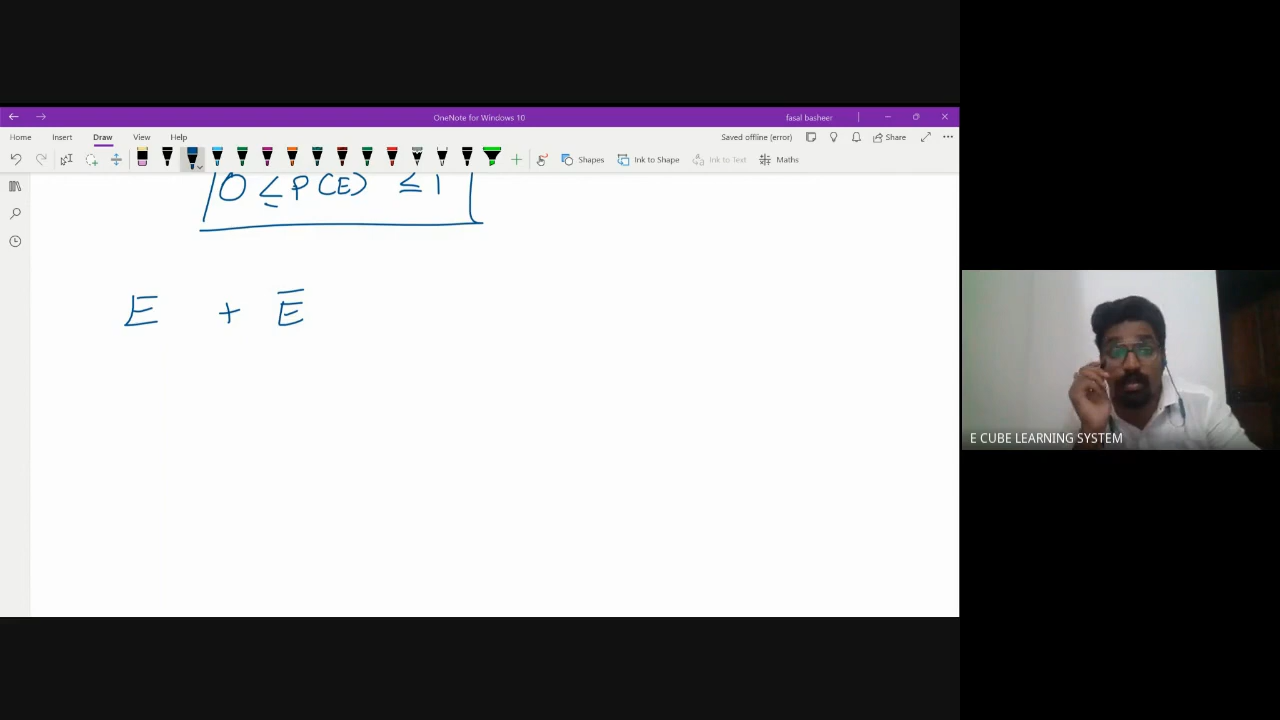 OneNote for Windows 10
fasal basheer
Home Insert Draw View Help
Saved offline (error)
Share
Shapes
Ink to Shape
Ink to Text
Maths
0 ≤ P(E) ≤ 1
E + E̅
E CUBE LEARNING SYSTEM